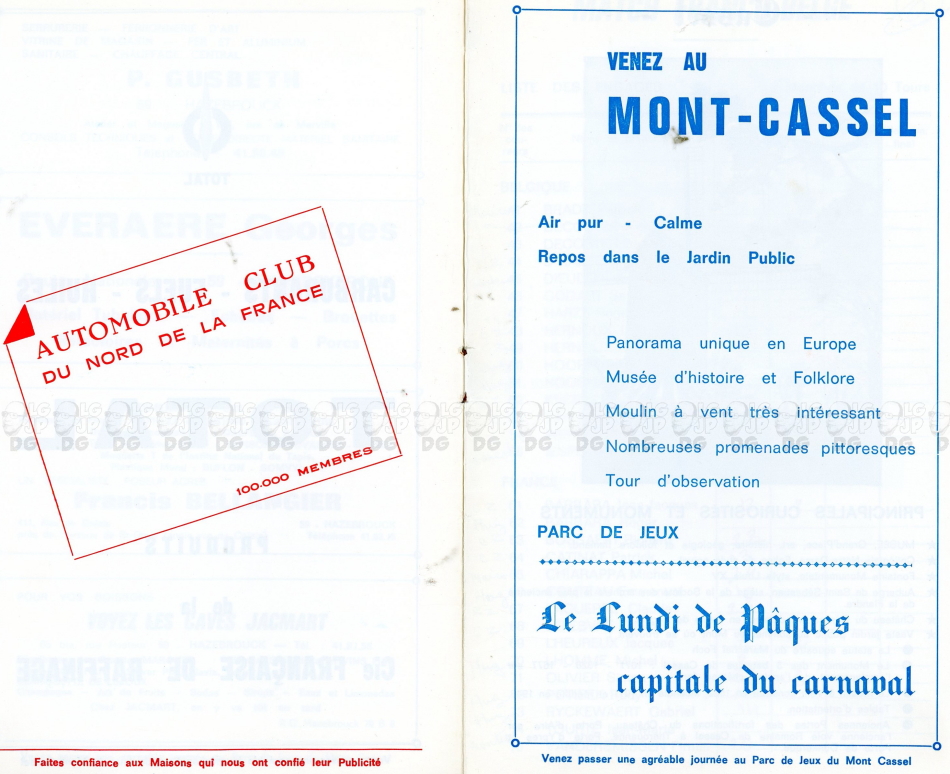 AUTOMOBILE CLUB
DU NORD DE LA FRANCE
100.000 MEMBRES
Faites confiance aux Maisons qui nous ont confié leur Publicité
VENEZ AU
MONT-CASSEL
Air pur - Calme
Repos dans le Jardin Public
Panorama unique en Europe
Musée d'histoire et Folklore
Moulin à vent très intéressant
Nombreuses promenades pittoresques
Tour d'observation
PARC DE JEUX
Le Lundi de Pâques
capitale du carnaval
Venez passer une agréable journée au Parc de Jeux du Mont Cassel